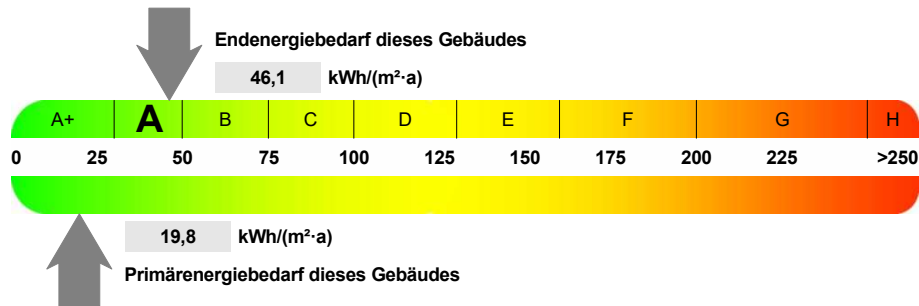 Endenergiebedarf dieses Gebäudes
46,1 kWh/(m²·a)
A+ A B C D E F G H
0 25 50 75 100 125 150 175 200 225 >250
19,8 kWh/(m²·a)
Primärenergiebedarf dieses Gebäudes